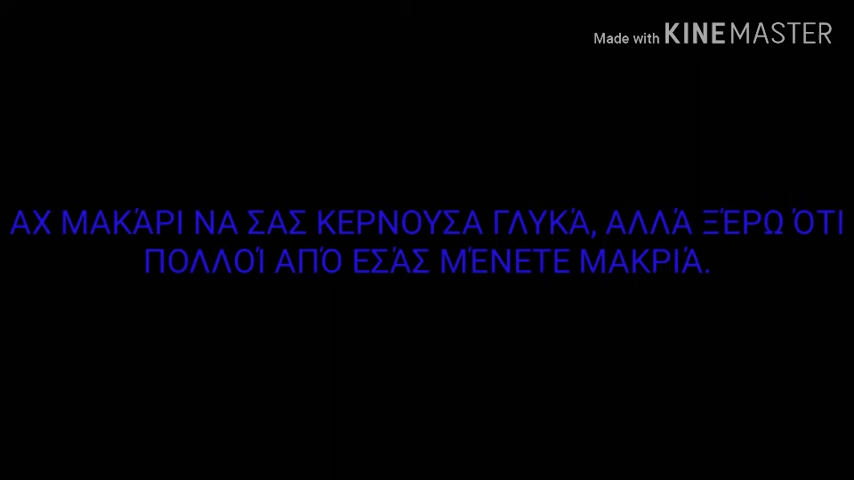 Made with KINEMASTER
ΑΧ ΜΑΚΆΡΙ ΝΑ ΣΑΣ ΚΕΡΝΟΥΣΑ ΓΛΥΚΆ, ΑΛΛΆ ΞΈΡΩ ΌΤΙ
ΠΟΛΛΟΊ ΑΠΌ ΕΣΆΣ ΜΈΝΕΤΕ ΜΑΚΡΙΆ.